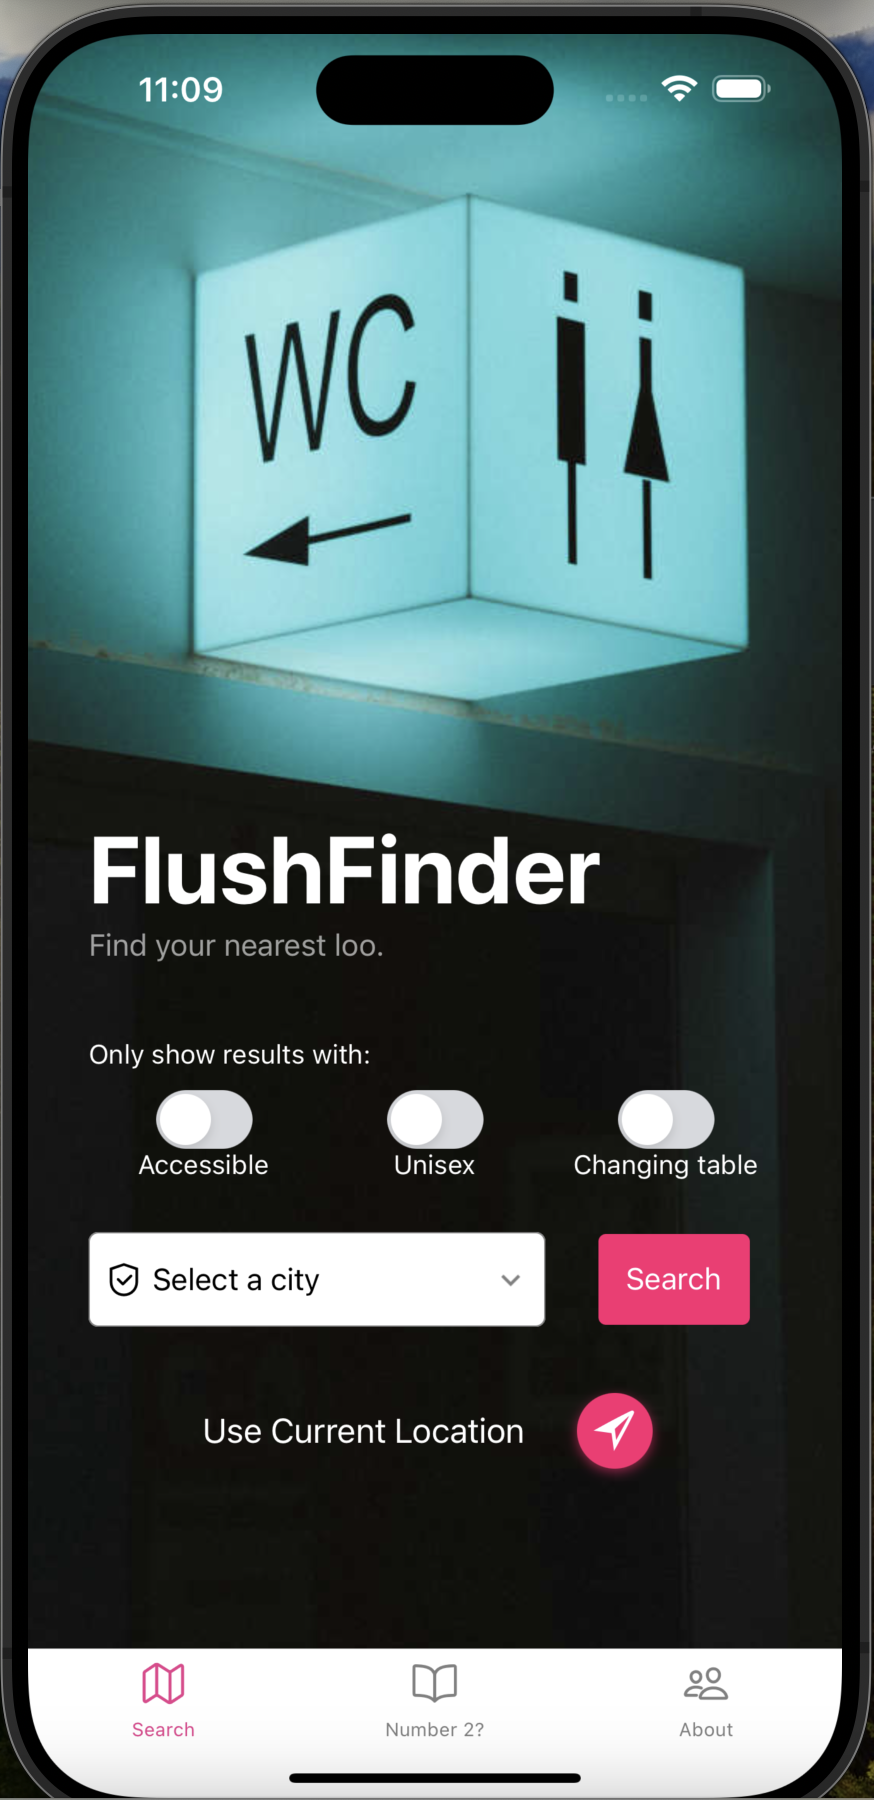 11:09
WC
FlushFinder
Find your nearest loo.
Only show results with:
Accessible Unisex Changing table
Select a city Search
Use Current Location
Search Number 2? About